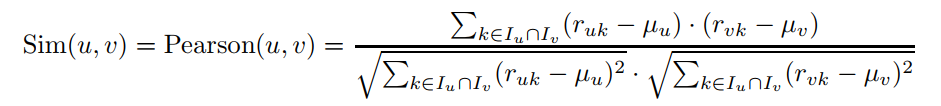 Sim(u, v) = Pearson(u, v) = \frac{\sum_{k \in I_u \cap I_v} (r_{uk} - \mu_u) \cdot (r_{vk} - \mu_v)}{\sqrt{\sum_{k \in I_u \cap I_v} (r_{uk} - \mu_u)^2} \cdot \sqrt{\sum_{k \in I_u \cap I_v} (r_{vk} - \mu_v)^2}}